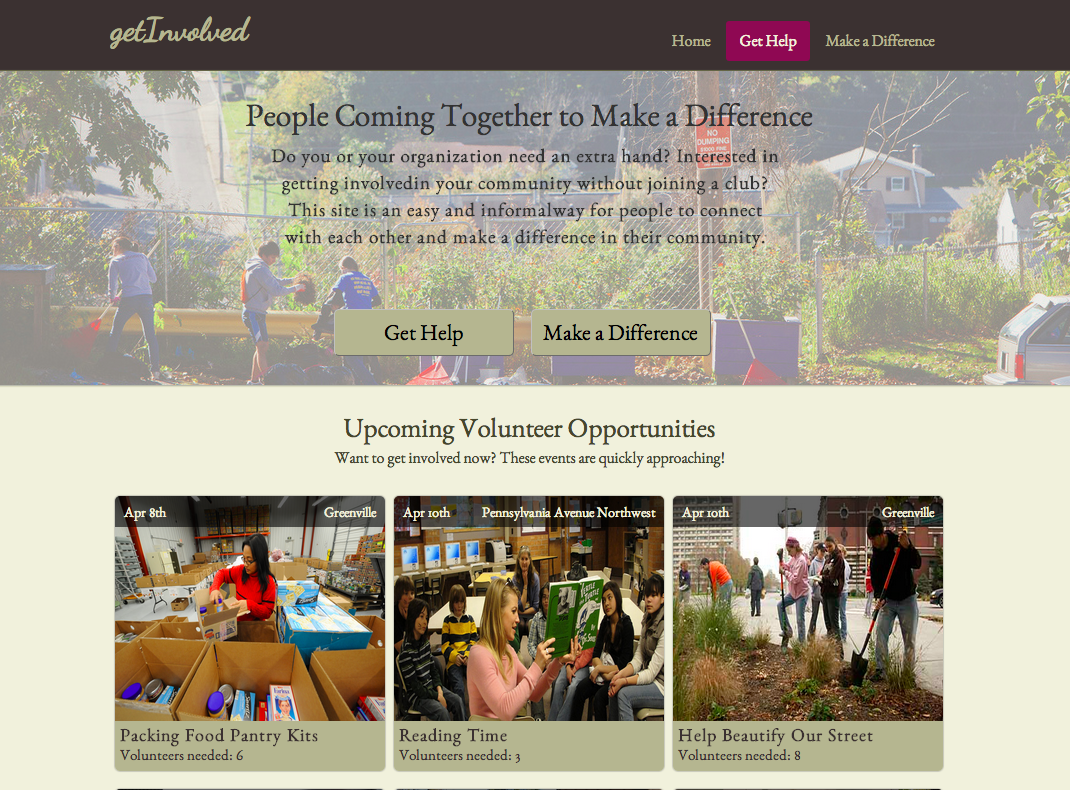 getInvolved
Home
Get Help
Make a Difference
People Coming Together to Make a Difference
NO
DUMPING
Do you or your organization need an extra hand? Interested in
getting involvedin your community without joining a club?
This site is an easy and informalway for people to connect
with each other and make a difference in their community.
Get Help
Make a Difference
Upcoming Volunteer Opportunities
Want to get involved now? These events are quickly approaching!
Apr 8th
Greenville
Packing Food Pantry Kits
Volunteers needed: 6
Apr 10th
Pennsylvania Avenue Northwest
Reading Time
Volunteers needed: 3
Apr 10th
Greenville
Help Beautify Our Street
Volunteers needed: 8